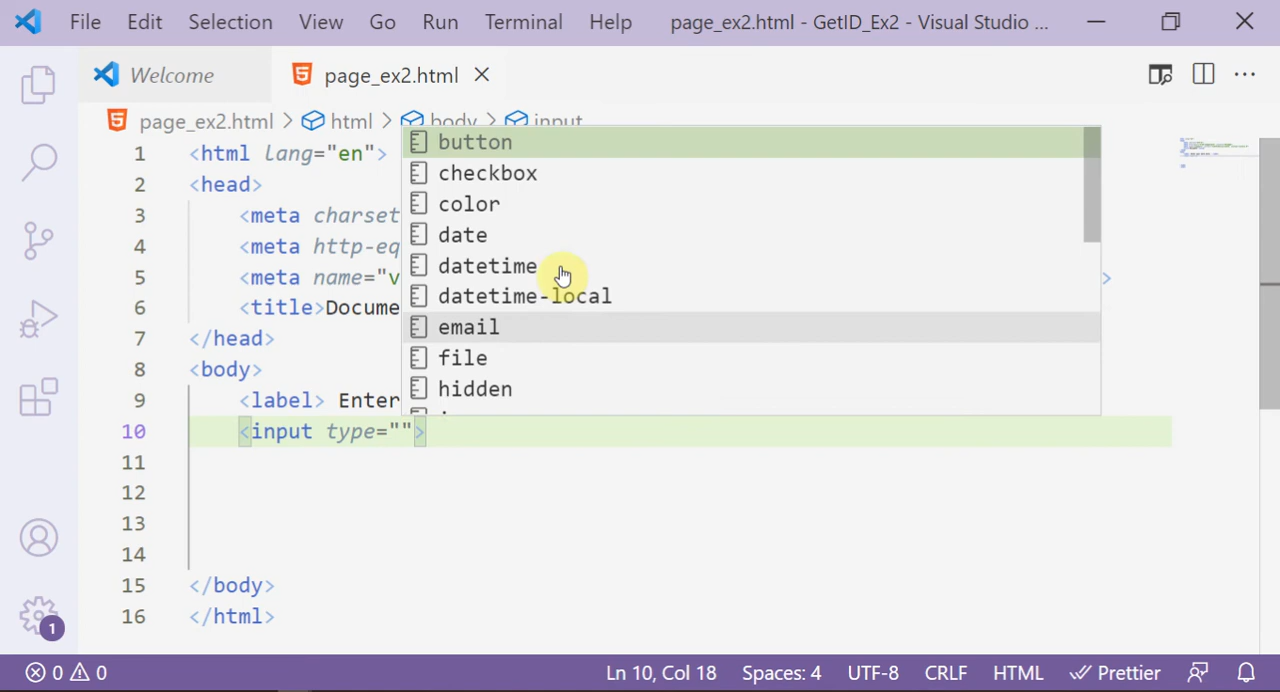 File Edit Selection View Go Run Terminal Help page_ex2.html - GetID_Ex2 - Visual Studio ...
Welcome page_ex2.html
page_ex2.html > html > body > input
1 <html lang="en">
2 <head>
3 <meta charset
4 <meta http-eq
5 <meta name="v >
6 <title>Docume
7 </head>
8 <body>
9 <label> Enter
10 <input type="">
11
12
13
14
15 </body>
16 </html>
button
checkbox
color
date
datetime
datetime-local
email
file
hidden
1
0 0 Ln 10, Col 18 Spaces: 4 UTF-8 CRLF HTML Prettier